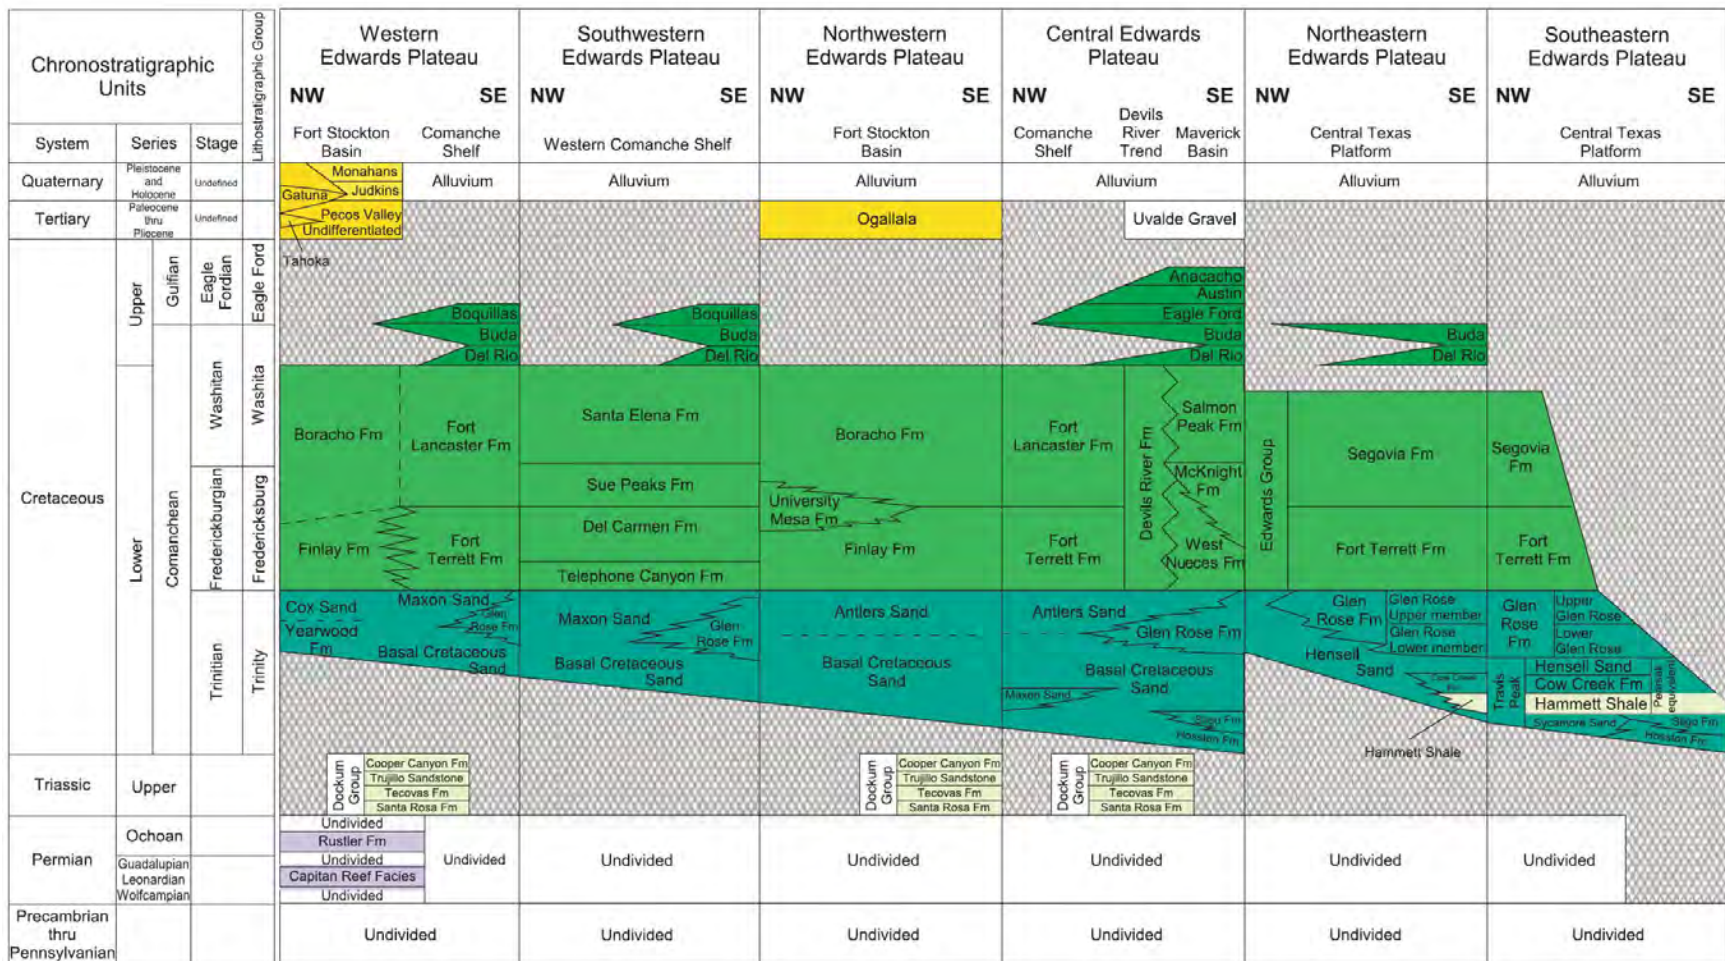 Chronostratigraphic
Units
Lithostratigraphic Group
Western
Edwards Plateau
NW SE
Southwestern
Edwards Plateau
NW SE
Northwestern
Edwards Plateau
NW SE
Central Edwards
Plateau
NW SE
Northeastern
Edwards Plateau
NW SE
Southeastern
Edwards Plateau
NW SE
System
Series
Stage
Fort Stockton
Basin
Comanche
Shelf
Western Comanche Shelf
Fort Stockton
Basin
Comanche
Shelf
Devils
River
Trend
Maverick
Basin
Central Texas
Platform
Central Texas
Platform
Quaternary
Pleistocene
and
Holocene
Undefined
Monahans
Judkins
Gatuna
Alluvium
Alluvium
Alluvium
Alluvium
Alluvium
Alluvium
Tertiary
Paleocene
thru
Pliocene
Undefined
Pecos Valley
Undifferentiated
Tahoka
Ogallala
Uvalde Gravel
Cretaceous
Upper
Lower
Gulfian
Comanchean
Eagle
Fordian
Washitan
Frederickburgian
Trinitian
Eagle Ford
Washita
Fredericksburg
Trinity
Boquillas
Buda
Del Rio
Boracho Fm
Fort
Lancaster Fm
Finlay Fm
Fort
Terrett Fm
Cox Sand
Yearwood
Fm
Maxon Sand
Glen
Rose Fm
Basal Cretaceous
Sand
Boquillas
Buda
Del Rio
Santa Elena Fm
Sue Peaks Fm
Del Carmen Fm
Telephone Canyon Fm
Maxon Sand
Glen
Rose Fm
Basal Cretaceous
Sand
Boracho Fm
University
Mesa Fm
Finlay Fm
Antlers Sand
Basal Cretaceous
Sand
Anacacho
Austin
Eagle Ford
Buda
Del Rio
Fort
Lancaster Fm
Fort
Terrett Fm
Devils River Fm
Salmon
Peak Fm
McKnight
Fm
West
Nueces Fm
Antlers Sand
Glen Rose Fm
Basal Cretaceous
Sand
Maxon Sand
Sligo Fm
Hosston Fm
Buda
Del Rio
Edwards Group
Segovia Fm
Fort Terrett Fm
Glen
Rose Fm
Glen Rose
Upper member
Glen Rose
Lower member
Hensell
Sand
Cow Creek
Fm
Hammett Shale
Segovia
Fm
Fort
Terrett Fm
Glen
Rose
Fm
Upper
Glen Rose
Lower
Glen Rose
Travis
Peak
Hensell Sand
Cow Creek Fm
Hammett Shale
Pearsall
equivalent
Sycamore Sand
Sligo Fm
Hosston Fm
Triassic
Upper
Dockum
Group
Cooper Canyon Fm
Trujillo Sandstone
Tecovas Fm
Santa Rosa Fm
Dockum
Group
Cooper Canyon Fm
Trujillo Sandstone
Tecovas Fm
Santa Rosa Fm
Dockum
Group
Cooper Canyon Fm
Trujillo Sandstone
Tecovas Fm
Santa Rosa Fm
Permian
Ochoan
Guadalupian
Leonardian
Wolfcampian
Undivided
Rustler Fm
Undivided
Capitan Reef Facies
Undivided
Undivided
Undivided
Undivided
Undivided
Undivided
Undivided
Precambrian
thru
Pennsylvanian
Undivided
Undivided
Undivided
Undivided
Undivided
Undivided